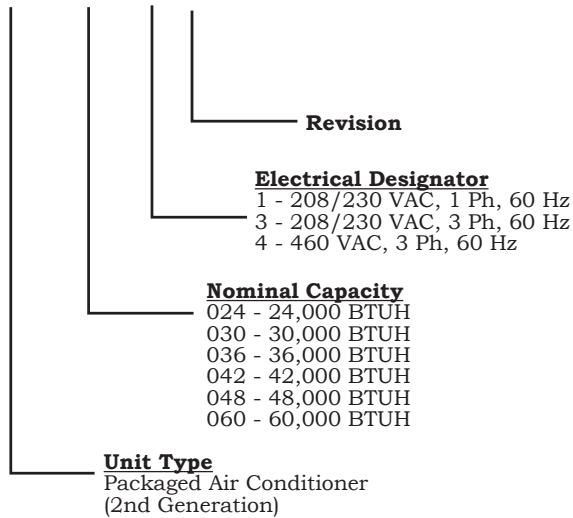 Revision
Electrical Designator
1 - 208/230 VAC, 1 Ph, 60 Hz
3 - 208/230 VAC, 3 Ph, 60 Hz
4 - 460 VAC, 3 Ph, 60 Hz
Nominal Capacity
024 - 24,000 BTUH
030 - 30,000 BTUH
036 - 36,000 BTUH
042 - 42,000 BTUH
048 - 48,000 BTUH
060 - 60,000 BTUH
Unit Type
Packaged Air Conditioner
(2nd Generation)